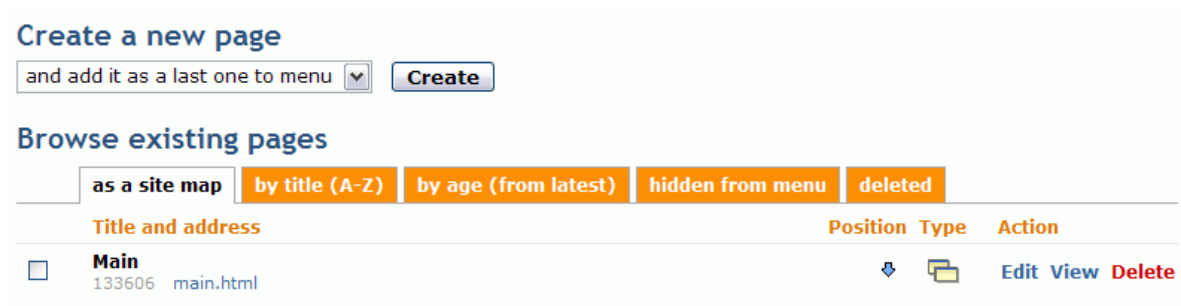 Create a new page
and add it as a last one to menu Create
Browse existing pages
as a site map by title (A-Z) by age (from latest) hidden from menu deleted
Title and address Position Type Action
Main
133606 main.html Edit View Delete